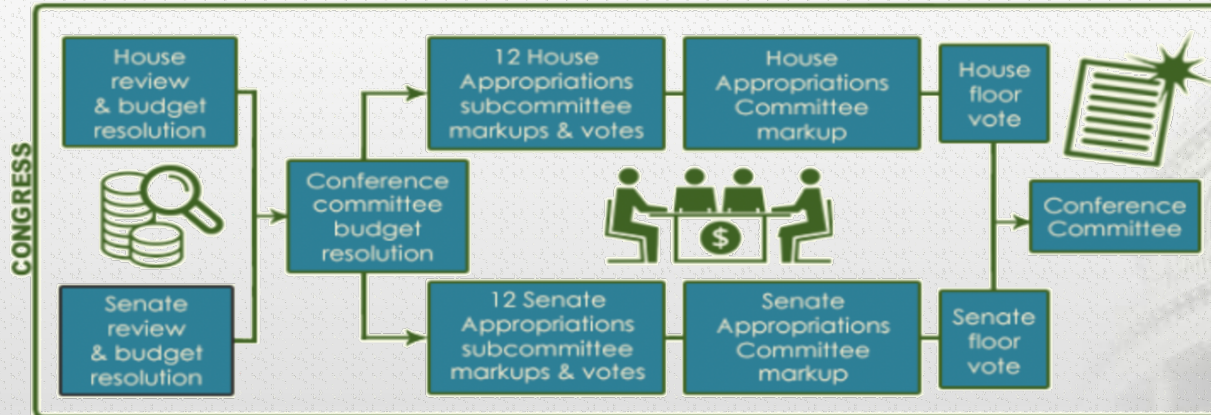 CONGRESS
House
review
& budget
resolution
Senate
review
& budget
resolution
Conference
committee
budget
resolution
12 House
Appropriations
subcommittee
markups & votes
House
Appropriations
Committee
markup
House
floor
vote
$
12 Senate
Appropriations
subcommittee
markups & votes
Senate
Appropriations
Committee
markup
Senate
floor
vote
Conference
Committee